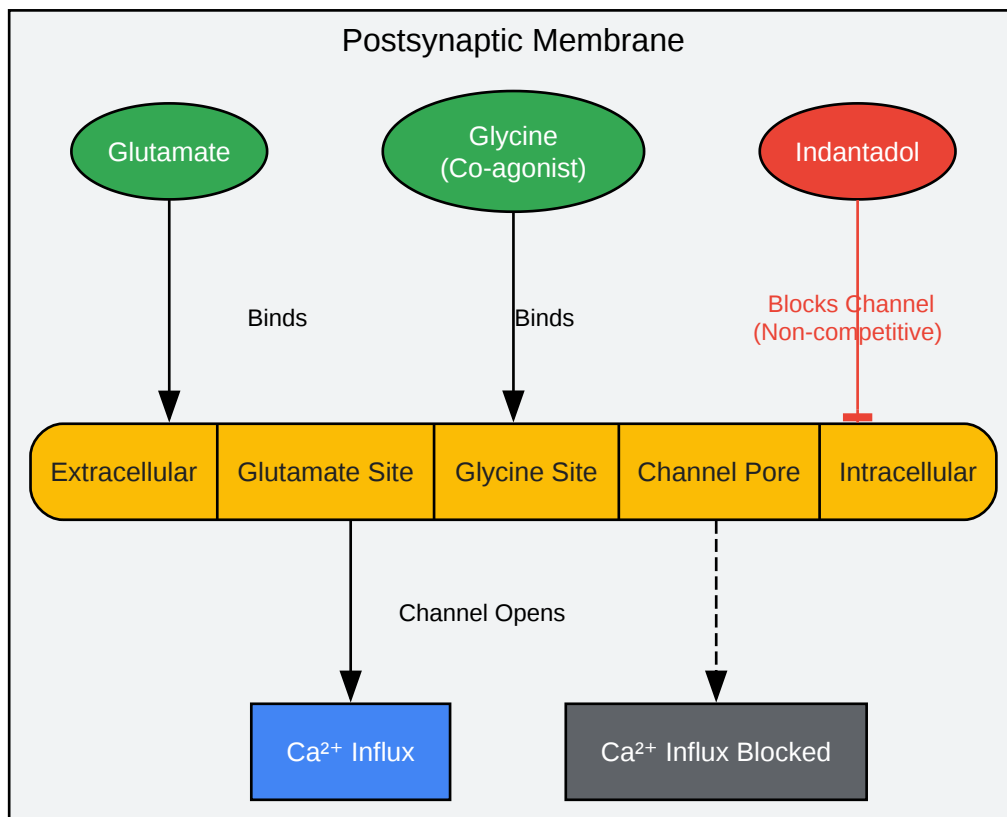 Postsynaptic Membrane
Glutamate
Glycine
(Co-agonist)
Indantadol
Binds
Binds
Blocks Channel
(Non-competitive)
Extracellular
Glutamate Site
Glycine Site
Channel Pore
Intracellular
Channel Opens
Ca²⁺ Influx
Ca²⁺ Influx Blocked